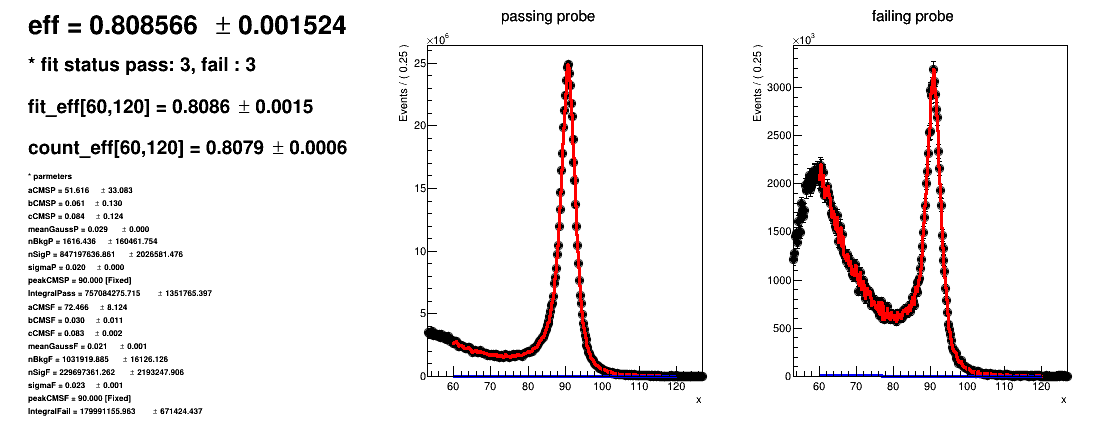 eff = 0.808566 ± 0.001524
* fit status pass: 3, fail : 3
fit_eff[60,120] = 0.8086 ± 0.0015
count_eff[60,120] = 0.8079 ± 0.0006
* parmeters
aCMSP = 51.616 ± 33.083
bCMSP = 0.061 ± 0.130
cCMSP = 0.084 ± 0.124
meanGaussP = 0.029 ± 0.000
nBkgP = 1616.436 ± 160461.754
nSigP = 847197636.861 ± 2026581.476
sigmaP = 0.020 ± 0.000
peakCMSP = 90.000 [Fixed]
IntegralPass = 757084275.715 ± 1351765.397
aCMSF = 72.466 ± 8.124
bCMSF = 0.030 ± 0.011
cCMSF = 0.083 ± 0.002
meanGaussF = 0.021 ± 0.001
nBkgF = 1031919.885 ± 16126.126
nSigF = 229697361.262 ± 2193247.906
sigmaF = 0.023 ± 0.001
peakCMSF = 90.000 [Fixed]
IntegralFail = 179991155.963 ± 671424.437
passing probe
×10⁶
Events / ( 0.25 )
25
20
15
10
5
0
60 70 80 90 100 110 120
x
failing probe
×10³
Events / ( 0.25 )
3000
2500
2000
1500
1000
500
0
60 70 80 90 100 110 120
x